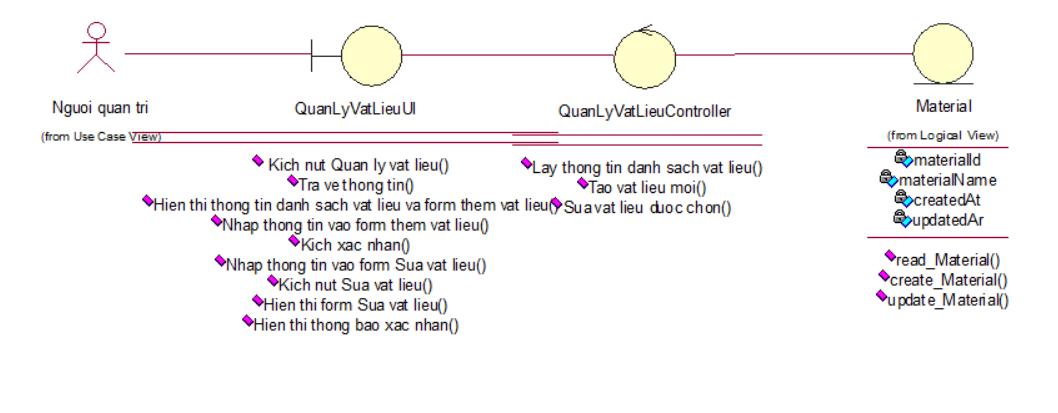 Nguoi quan tri
(from Use Case View)
QuanLyVatLieuUI
Kich nut Quan ly vat lieu()
Tra ve thong tin()
Hien thi thong tin danh sach vat lieu va form them vat lieu()
Nhap thong tin vao form them vat lieu()
Kich xac nhan()
Nhap thong tin vao form Sua vat lieu()
Kich nut Sua vat lieu()
Hien thi form Sua vat lieu()
Hien thi thong bao xac nhan()
QuanLyVatLieuController
Lay thong tin danh sach vat lieu()
Tao vat lieu moi()
Sua vat lieu duoc chon()
Material
(from Logical View)
materialId
materialName
createdAt
updatedAr
read_Material()
create_Material()
update_Material()